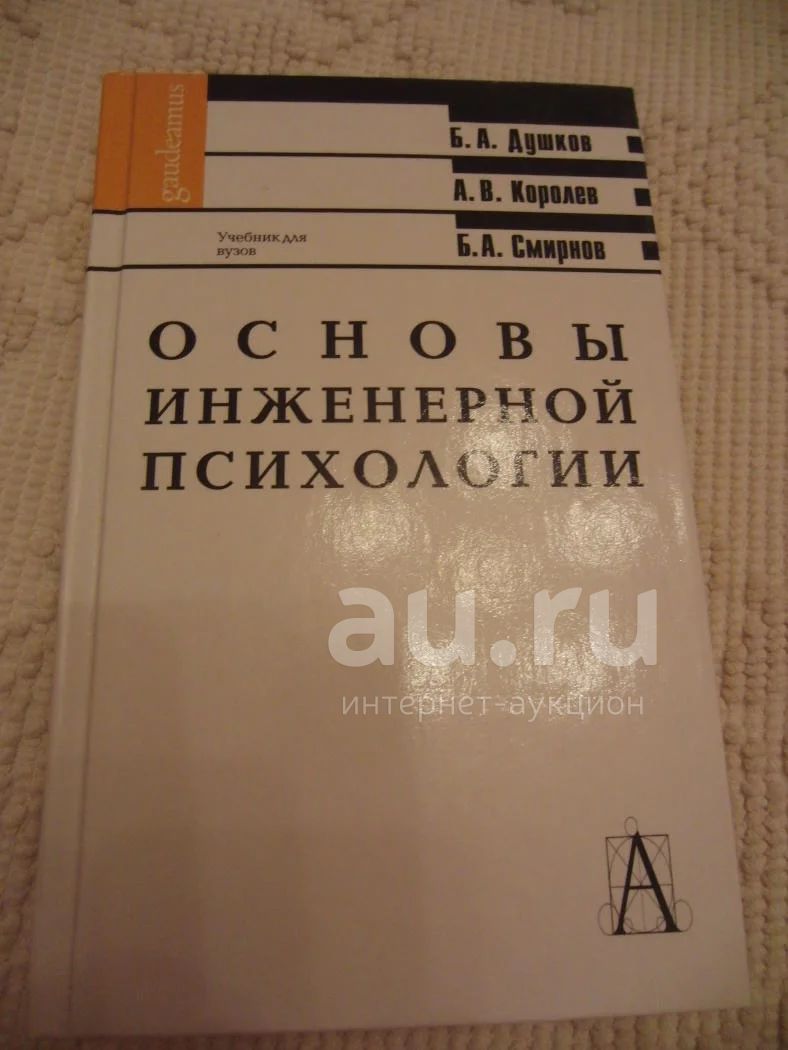 gaudeamus
Б. А. Душков
А. В. Королев
Б. А. Смирнов
Учебник для
вузов
ОСНОВЫ
ИНЖЕНЕРНОЙ
ПСИХОЛОГИИ
au.ru
интернет-аукцион
А